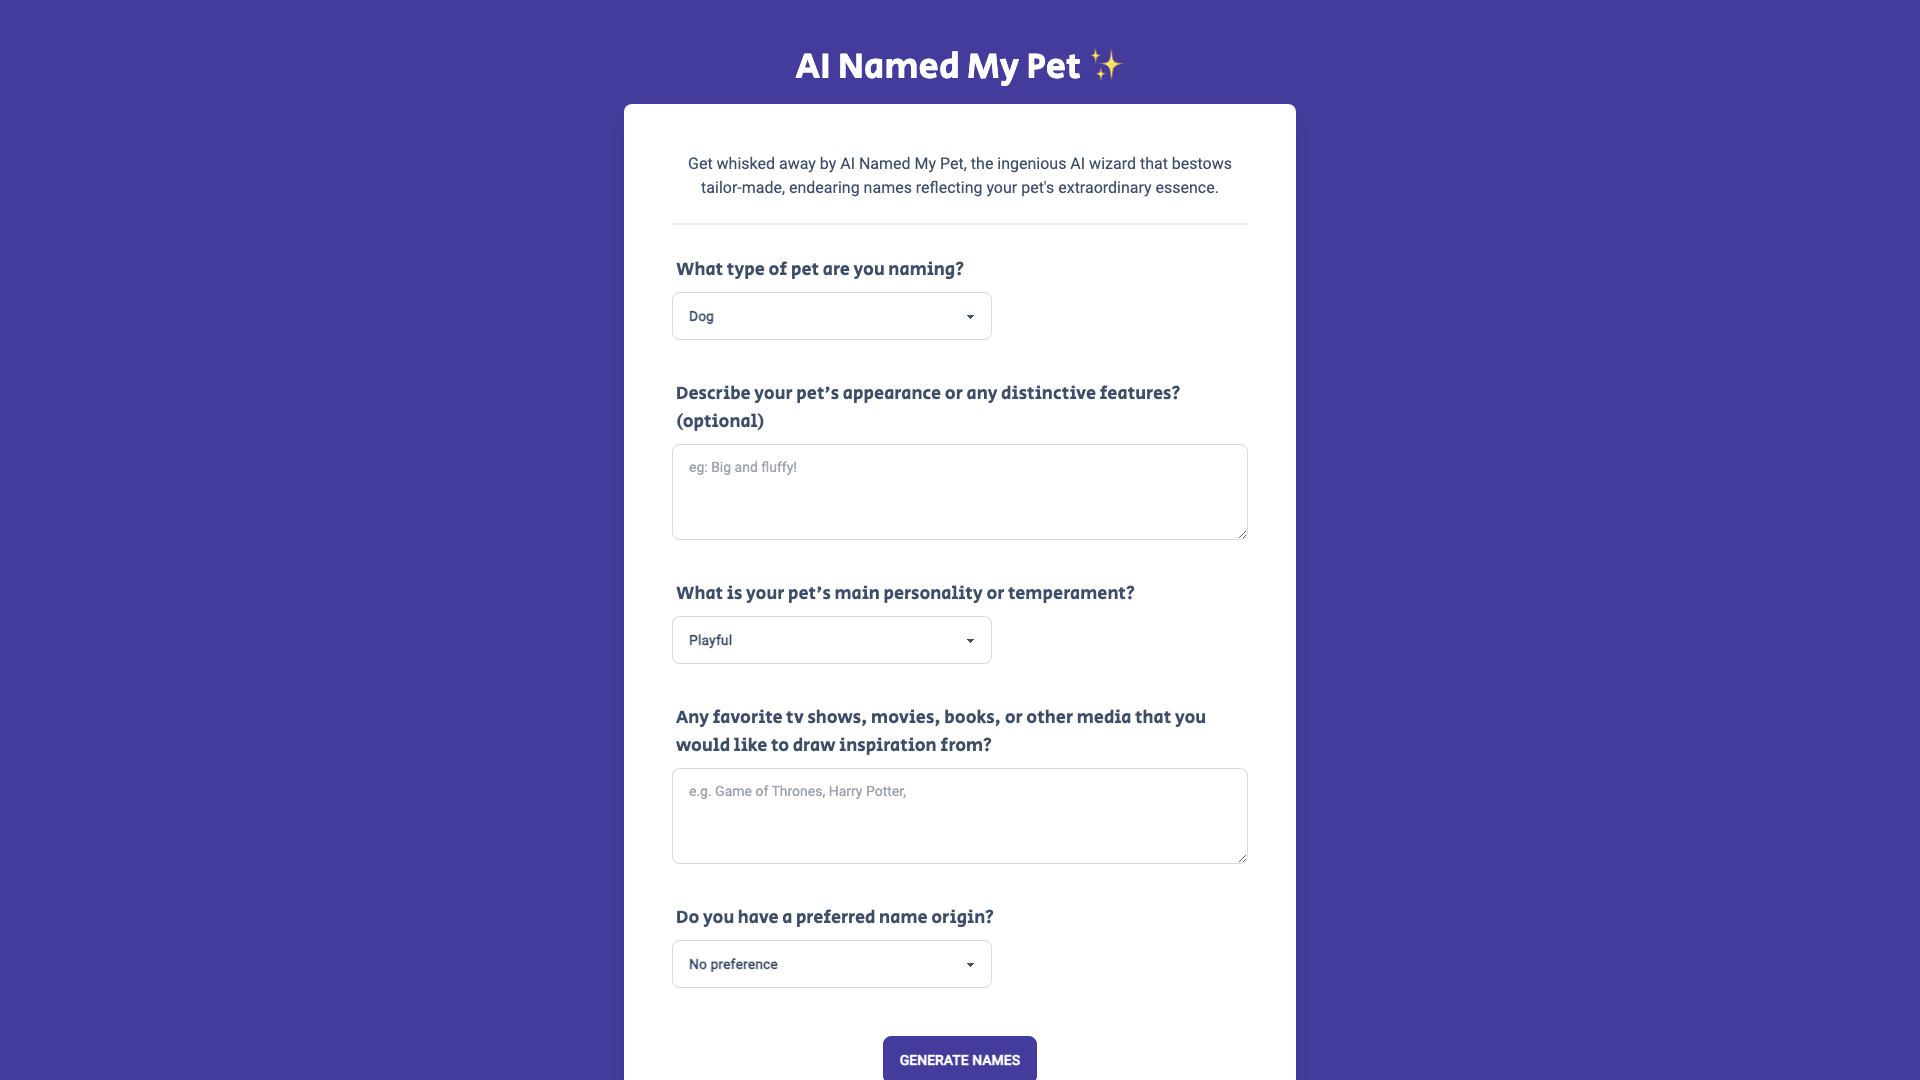 AI Named My Pet ✨
Get whisked away by AI Named My Pet, the ingenious AI wizard that bestows
tailor-made, endearing names reflecting your pet's extraordinary essence.
What type of pet are you naming?
Dog
Describe your pet's appearance or any distinctive features?
(optional)
eg: Big and fluffy!
What is your pet's main personality or temperament?
Playful
Any favorite tv shows, movies, books, or other media that you
would like to draw inspiration from?
e.g. Game of Thrones, Harry Potter,
Do you have a preferred name origin?
No preference
GENERATE NAMES